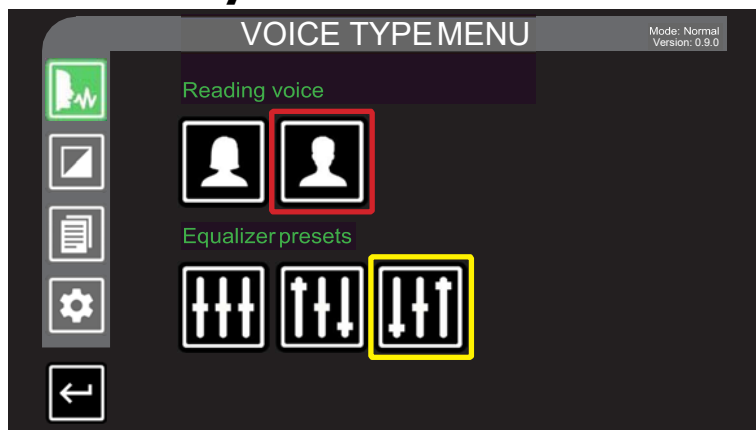 VOICE TYPE MENU
Mode: Normal
Version: 0.9.0
Reading voice
Equalizer presets